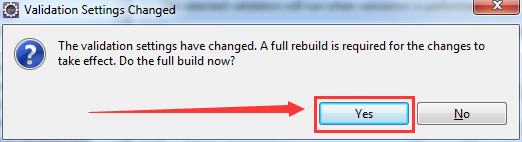 Validation Settings Changed
The validation settings have changed. A full rebuild is required for the changes to
take effect. Do the full build now?
Yes
No